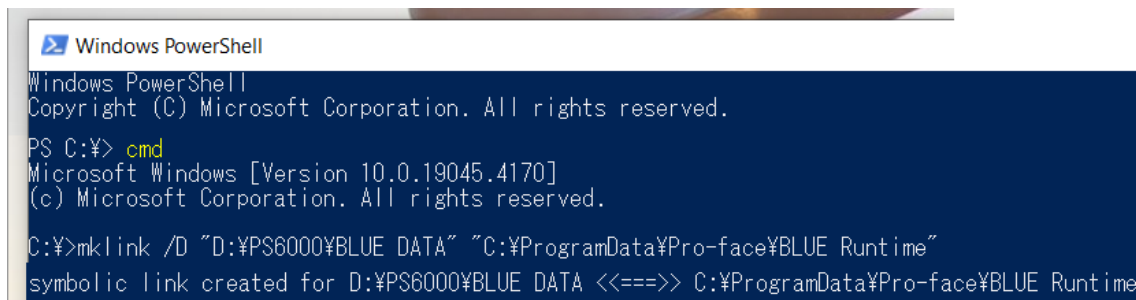 Windows PowerShell
Windows PowerShell
Copyright (C) Microsoft Corporation. All rights reserved.
PS C:¥> cmd
Microsoft Windows [Version 10.0.19045.4170]
(c) Microsoft Corporation. All rights reserved.
C:¥>mklink /D "D:¥PS6000¥BLUE DATA" "C:¥ProgramData¥Pro-face¥BLUE Runtime"
symbolic link created for D:¥PS6000¥BLUE DATA <<===>> C:¥ProgramData¥Pro-face¥BLUE Runtime